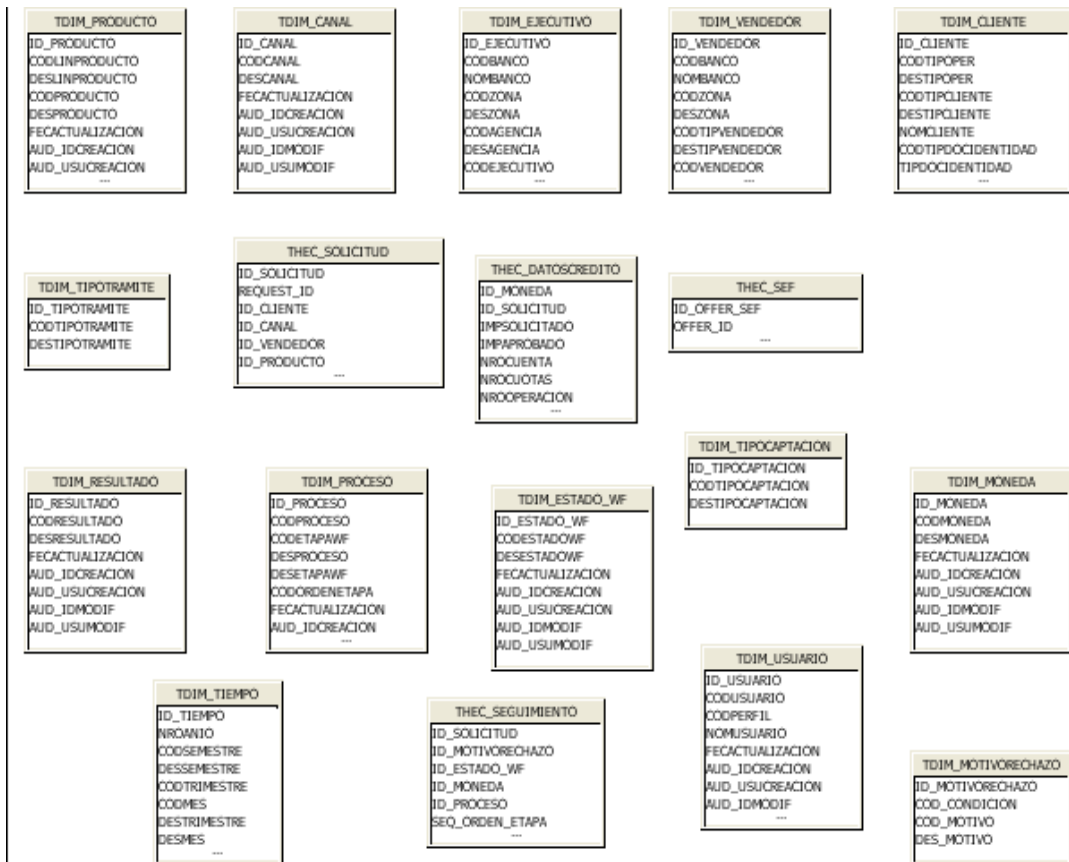 TDIM_PRODUCTO
ID_PRODUCTO
CODLINPRODUCTO
DESLINPRODUCTO
CODPRODUCTO
DESPRODUCTO
FECACTUALIZACION
AUD_IDCREACION
AUD_USUCREACION
...
TDIM_CANAL
ID_CANAL
CODCANAL
DESCANAL
FECACTUALIZACION
AUD_IDCREACION
AUD_USUCREACION
AUD_IDMODIF
AUD_USUMODIF
TDIM_EJECUTIVO
ID_EJECUTIVO
CODBANCO
NOMBANCO
CODZONA
DESZONA
CODAGENCIA
DESAGENCIA
CODEJECUTIVO
...
TDIM_VENDEDOR
ID_VENDEDOR
CODBANCO
NOMBANCO
CODZONA
DESZONA
CODTIPVENDEDOR
DESTIPVENDEDOR
CODVENDEDOR
...
TDIM_CLIENTE
ID_CLIENTE
CODTIPOPER
DESTIPOPER
CODTIPCLIENTE
DESTIPCLIENTE
NOMCLIENTE
CODTIPDOCIDENTIDAD
TIPDOCIDENTIDAD
...
TDIM_TIPOTRAMITE
ID_TIPOTRAMITE
CODTIPOTRAMITE
DESTIPOTRAMITE
THEC_SOLICITUD
ID_SOLICITUD
REQUEST_ID
ID_CLIENTE
ID_CANAL
ID_VENDEDOR
ID_PRODUCTO
...
THEC_DATOSCREDITO
ID_MONEDA
ID_SOLICITUD
IMPSOLICITADO
IMPAPROBADO
NROCUENTA
NROCUOTAS
NROOPERACION
...
THEC_SEF
ID_OFFER_SEF
OFFER_ID
...
TDIM_RESULTADO
ID_RESULTADO
CODRESULTADO
DESRESULTADO
FECACTUALIZACION
AUD_IDCREACION
AUD_USUCREACION
AUD_IDMODIF
AUD_USUMODIF
TDIM_PROCESO
ID_PROCESO
CODPROCESO
CODETAPAWF
DESPROCESO
DESETAPAWF
CODORDENETAPA
FECACTUALIZACION
AUD_IDCREACION
...
TDIM_ESTADO_WF
ID_ESTADO_WF
CODESTADOWF
DESESTADOWF
FECACTUALIZACION
AUD_IDCREACION
AUD_USUCREACION
AUD_IDMODIF
AUD_USUMODIF
TDIM_TIPOCAPTACION
ID_TIPOCAPTACION
CODTIPOCAPTACION
DESTIPOCAPTACION
TDIM_MONEDA
ID_MONEDA
CODMONEDA
DESMONEDA
FECACTUALIZACION
AUD_IDCREACION
AUD_USUCREACION
AUD_IDMODIF
AUD_USUMODIF
TDIM_TIEMPO
ID_TIEMPO
NROANIO
CODSEMESTRE
DESSEMESTRE
CODTRIMESTRE
CODMES
DESTRIMESTRE
DESMES
...
THEC_SEGUIMIENTO
ID_SOLICITUD
ID_MOTIVORECHAZO
ID_ESTADO_WF
ID_MONEDA
ID_PROCESO
SEQ_ORDEN_ETAPA
...
TDIM_USUARIO
ID_USUARIO
CODUSUARIO
CODPERFIL
NOMUSUARIO
FECACTUALIZACION
AUD_IDCREACION
AUD_USUCREACION
AUD_IDMODIF
...
TDIM_MOTIVORECHAZO
ID_MOTIVORECHAZO
COD_CONDICION
COD_MOTIVO
DES_MOTIVO